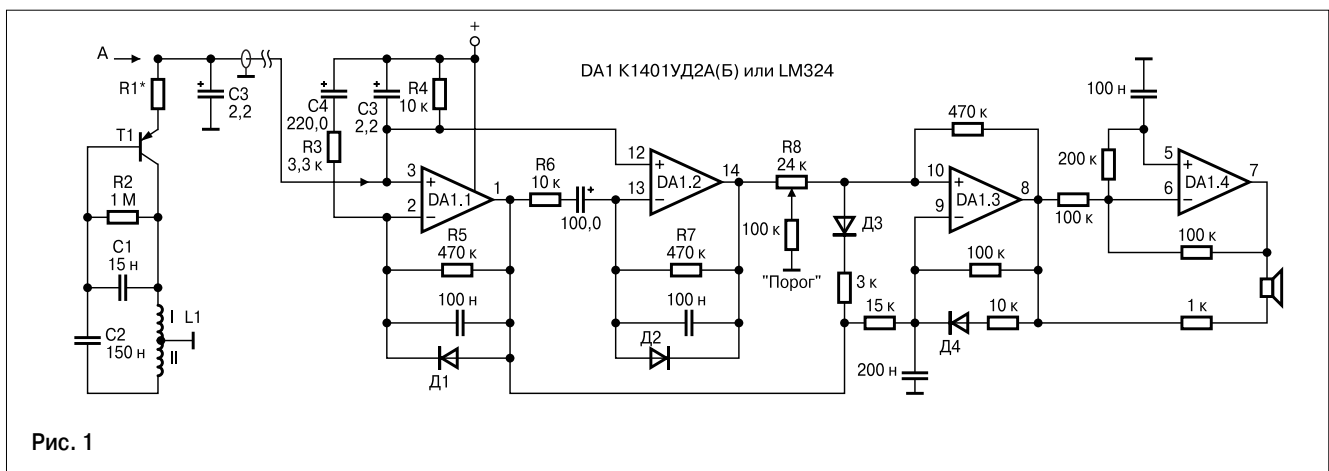 A
R1*
C3
2,2
T1
R2
1 М
C1
15 н
C2
150 н
I
L1
II
+
+
C4
220,0
R3
3,3 к
+
C3
2,2
+
R4
10 к
DA1 К1401УД2А(Б) или LM324
3
+
DA1.1
1
2
−
R5
470 к
100 н
Д1
R6
10 к
+
100,0
12
+
DA1.2
14
13
−
R7
470 к
100 н
Д2
R8
24 к
100 к
"Порог"
Д3
3 к
15 к
200 н
470 к
10
+
DA1.3
8
9
−
100 к
Д4
10 к
100 н
200 к
100 к
5
+
DA1.4
7
6
−
100 к
1 к
Рис. 1